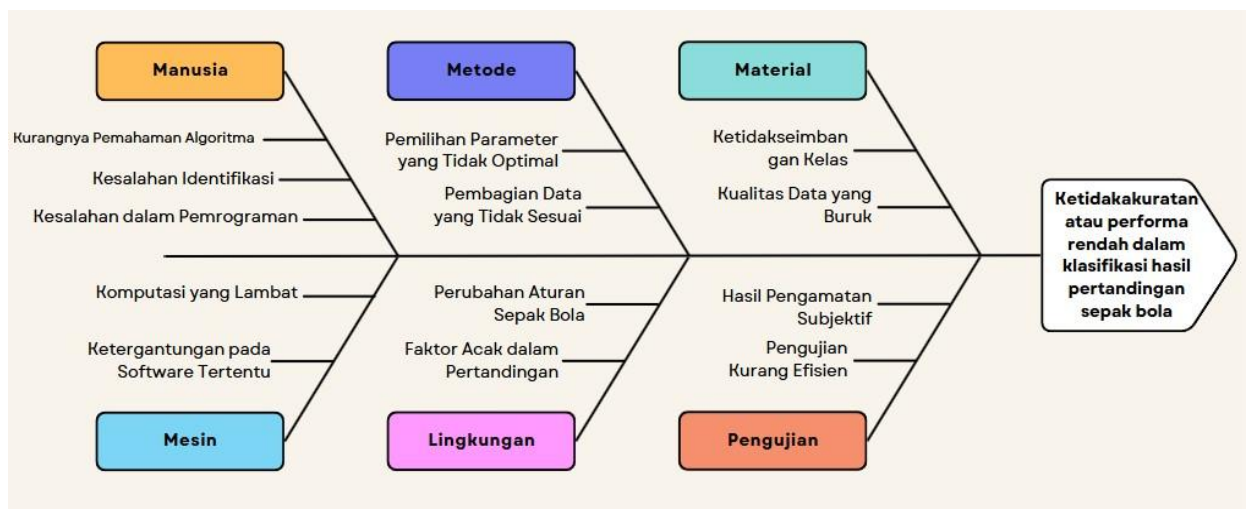 Manusia
Metode
Material
Kurangnya Pemahaman Algoritma
Kesalahan Identifikasi
Kesalahan dalam Pemrograman
Pemilihan Parameter
yang Tidak Optimal
Pembagian Data
yang Tidak Sesuai
Ketidakseimban
gan Kelas
Kualitas Data yang
Buruk
Ketidakakuratan
atau performa
rendah dalam
klasifikasi hasil
pertandingan
sepak bola
Komputasi yang Lambat
Ketergantungan pada
Software Tertentu
Perubahan Aturan
Sepak Bola
Faktor Acak dalam
Pertandingan
Hasil Pengamatan
Subjektif
Pengujian
Kurang Efisien
Mesin
Lingkungan
Pengujian